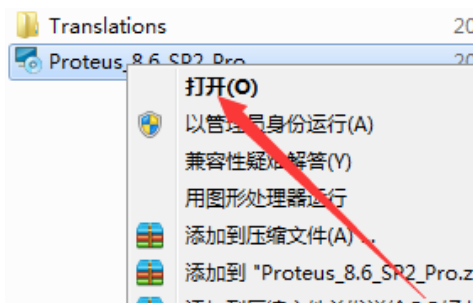 Translations 20
Proteus_8.6_SP2_Pro 20
打开(O)
以管理员身份运行(A)
兼容性疑难解答(Y)
用图形处理器运行
添加到压缩文件(A)...
添加到 "Proteus_8.6_SP2_Pro.z